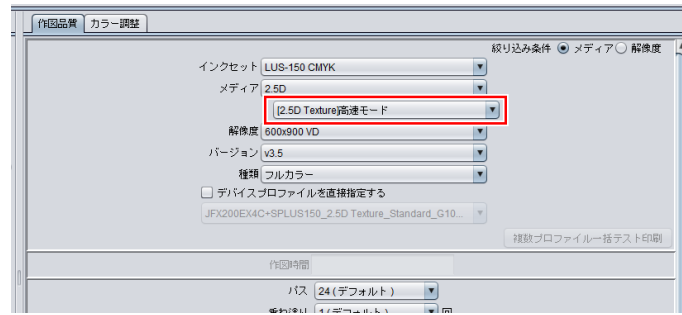 作図品質 カラー調整
絞り込み条件 メディア 解像度
インクセット LUS-150 CMYK
メディア 2.5D
[2.5D Texture]高速モード
解像度 600x900 VD
バージョン v3.5
種類 フルカラー
デバイスプロファイルを直接指定する
JFX200EX4C+SPLUS150_2.5D Texture_Standard_G10...
複数プロファイル一括テスト印刷
作図時間
パス 24(デフォルト)
重ね塗り 1(デフォルト) 回